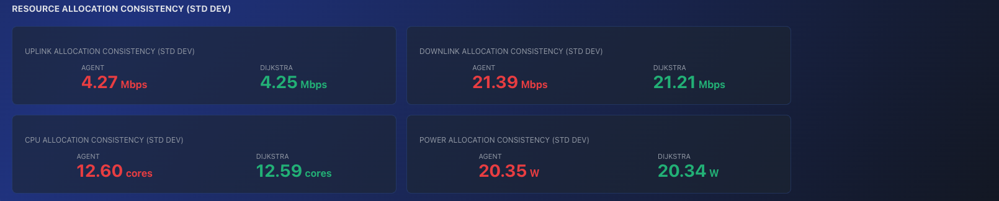 RESOURCE ALLOCATION CONSISTENCY (STD DEV)
UPLINK ALLOCATION CONSISTENCY (STD DEV)
AGENT
4.27 Mbps
DIJKSTRA
4.25 Mbps
DOWNLINK ALLOCATION CONSISTENCY (STD DEV)
AGENT
21.39 Mbps
DIJKSTRA
21.21 Mbps
CPU ALLOCATION CONSISTENCY (STD DEV)
AGENT
12.60 cores
DIJKSTRA
12.59 cores
POWER ALLOCATION CONSISTENCY (STD DEV)
AGENT
20.35 W
DIJKSTRA
20.34 W